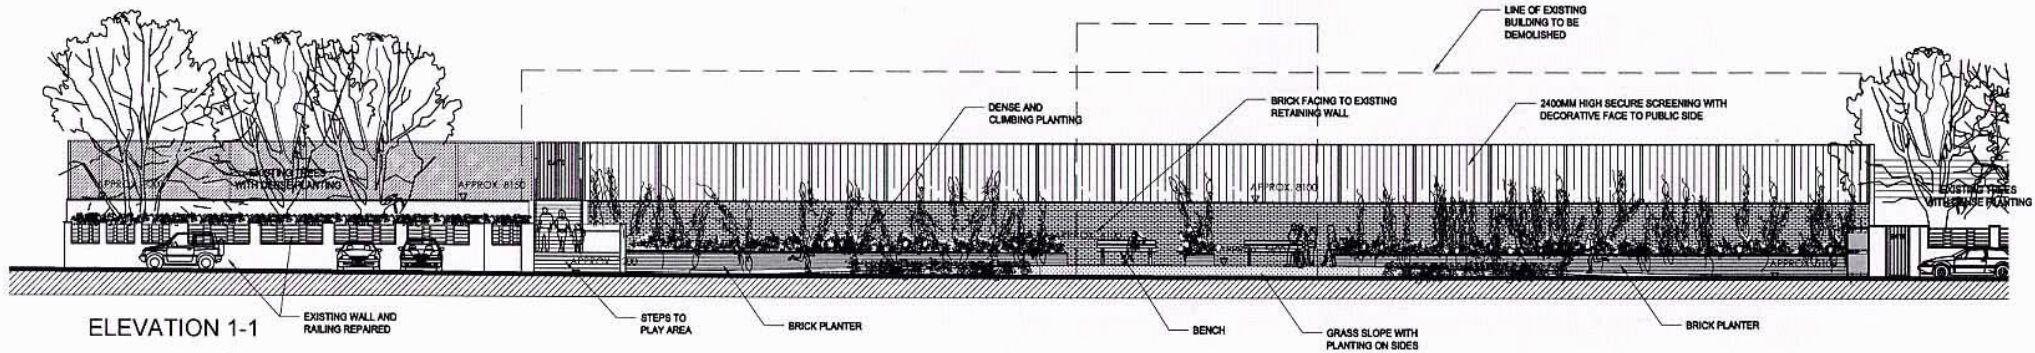 LINE OF EXISTING
BUILDING TO BE
DEMOLISHED
DENSE AND
CLIMBING PLANTING
BRICK FACING TO EXISTING
RETAINING WALL
2400MM HIGH SECURE SCREENING WITH
DECORATIVE FACE TO PUBLIC SIDE
EXISTING TREES
WITH DENSE PLANTING
APPROX. 8150
APPROX. 8100
EXISTING TREES
WITH DENSE PLANTING
ELEVATION 1-1
EXISTING WALL AND
RAILING REPAIRED
STEPS TO
PLAY AREA
BRICK PLANTER
BENCH
GRASS SLOPE WITH
PLANTING ON SIDES
BRICK PLANTER